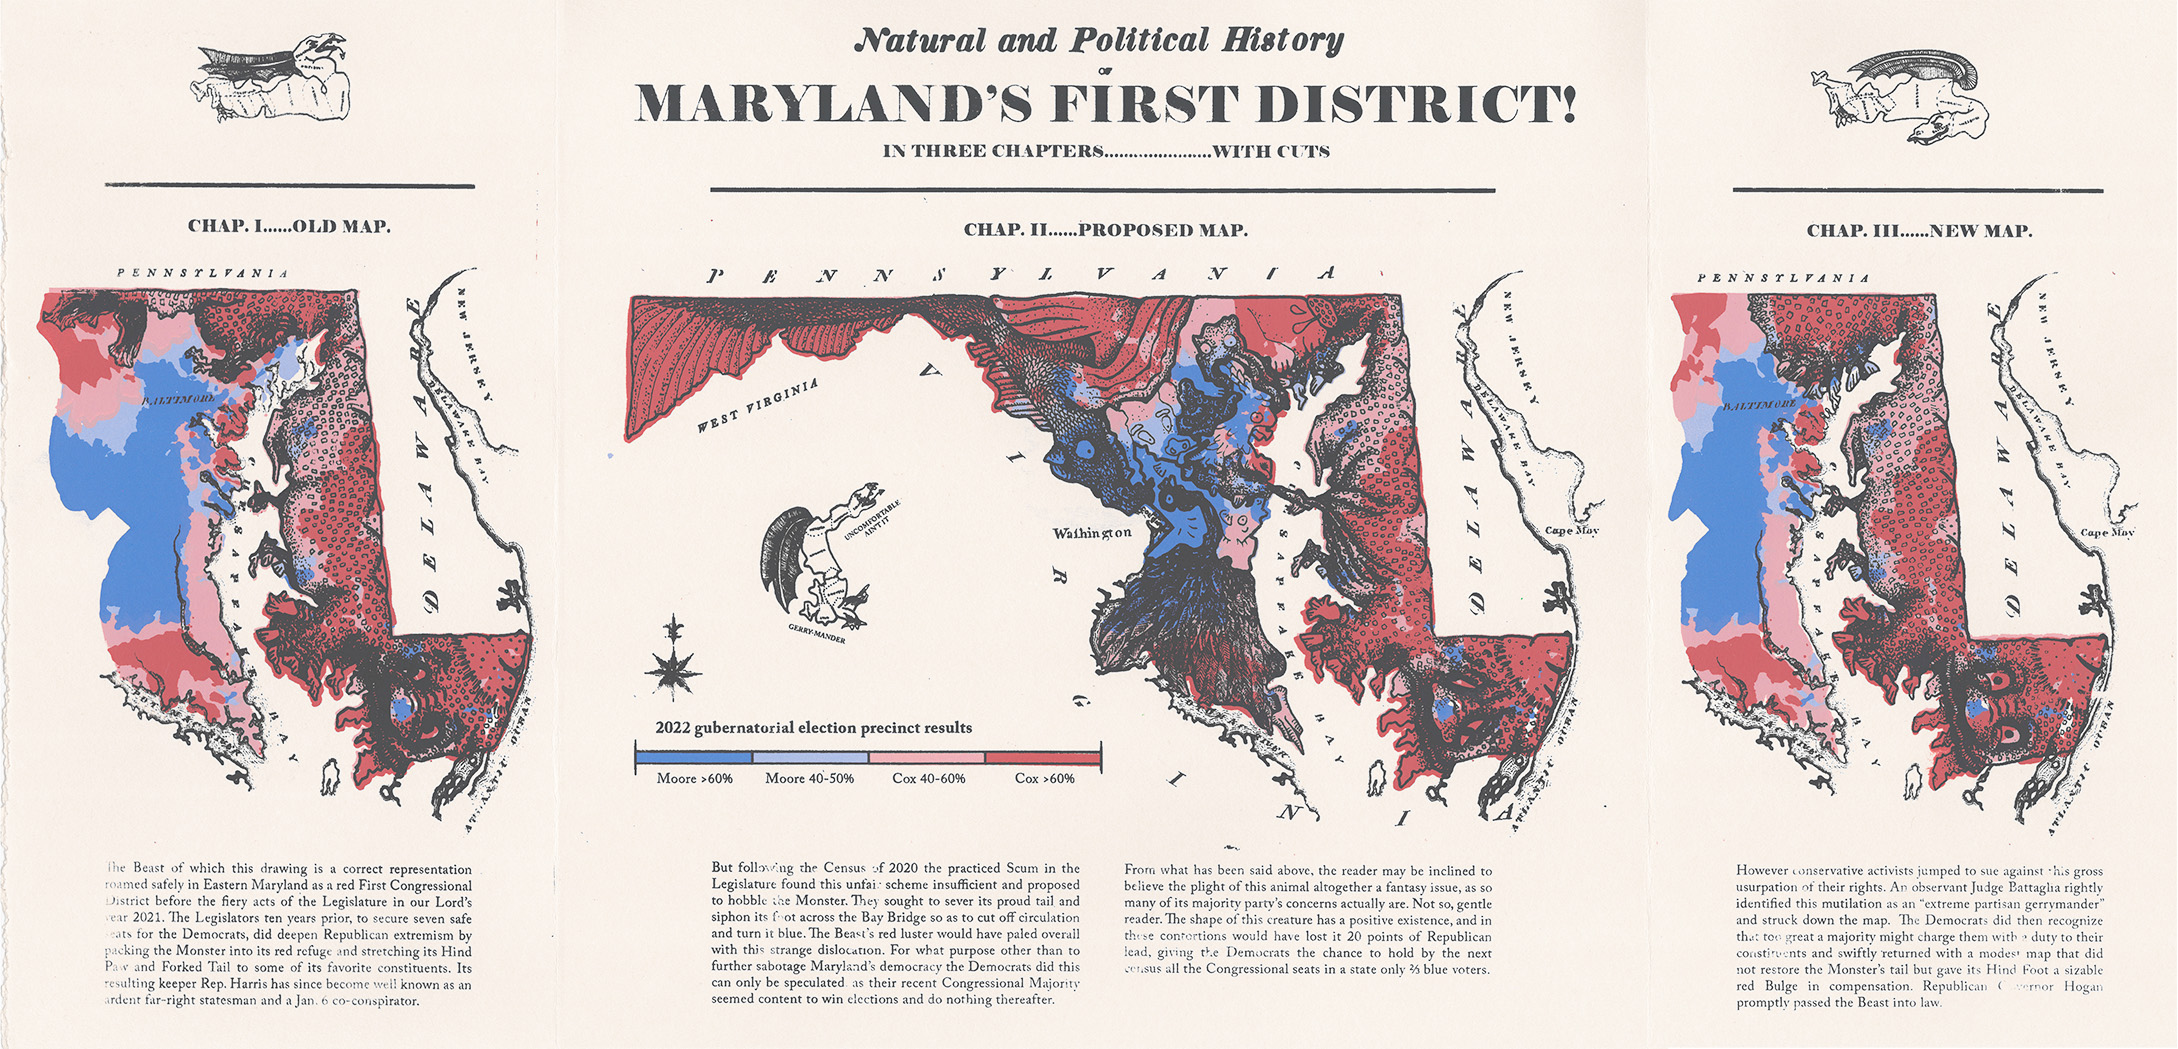 Natural and Political History
OF
MARYLAND'S FIRST DISTRICT!
IN THREE CHAPTERS......................WITH CUTS
CHAP. I......OLD MAP.
PENNSYLVANIA
NEW JERSEY
DELAWARE
DELAWARE BAY
BALTIMORE
BAY
ATLANTIC OCEAN
The Beast of which this drawing is a correct representation
roamed safely in Eastern Maryland as a red First Congressional
District before the fiery acts of the Legislature in our Lord's
year 2021. The Legislators ten years prior, to secure seven safe
seats for the Democrats, did deepen Republican extremism by
packing the Monster into its red refuge and stretching its Hind
Paw and Forked Tail to some of its favorite constituents. Its
resulting keeper Rep. Harris has since become well known as an
ardent far-right statesman and a Jan. 6 co-conspirator.
CHAP. II......PROPOSED MAP.
PENNSYLVANIA
WEST VIRGINIA
VIRGINIA
NEW JERSEY
DELAWARE
DELAWARE BAY
Cape May
Washington
CHESAPEAKE
BAY
ATLANTIC OCEAN
UNCOMFORTABLE
AIN'T IT
GERRY-MANDER
2022 gubernatorial election precinct results
Moore >60%
Moore 40-50%
Cox 40-60%
Cox >60%
But following the Census of 2020 the practiced Scum in the
Legislature found this unfair scheme insufficient and proposed
to hobble the Monster. They sought to sever its proud tail and
siphon its foot across the Bay Bridge so as to cut off circulation
and turn it blue. The Beast's red luster would have paled overall
with this strange dislocation. For what purpose other than to
further sabotage Maryland's democracy the Democrats did this
can only be speculated as their recent Congressional Majority
seemed content to win elections and do nothing thereafter.
From what has been said above, the reader may be inclined to
believe the plight of this animal altogether a fantasy issue, as so
many of its majority party's concerns actually are. Not so, gentle
reader. The shape of this creature has a positive existence, and in
these contortions would have lost it 20 points of Republican
lead, giving the Democrats the chance to hold by the next
census all the Congressional seats in a state only ⅔ blue voters.
CHAP. III......NEW MAP.
PENNSYLVANIA
NEW JERSEY
DELAWARE
DELAWARE BAY
Cape May
BALTIMORE
BAY
ATLANTIC OCEAN
However conservative activists jumped to sue against this gross
usurpation of their rights. An observant Judge Battaglia rightly
identified this mutilation as an "extreme partisan gerrymander"
and struck down the map. The Democrats did then recognize
that too great a majority might charge them with a duty to their
constituents and swiftly returned with a modest map that did
not restore the Monster's tail but gave its Hind Foot a sizable
red Bulge in compensation. Republican Governor Hogan
promptly passed the Beast into law.